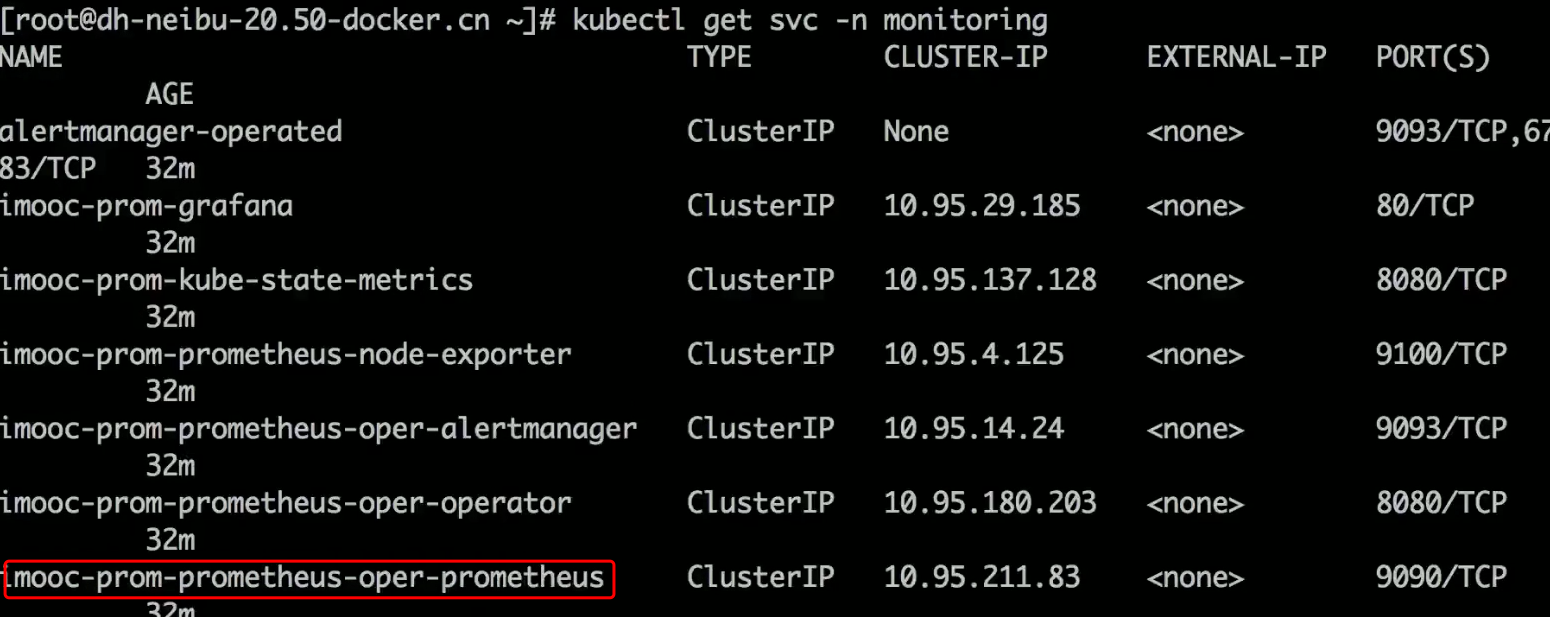 [root@dh-neibu-20.50-docker.cn ~]# kubectl get svc -n monitoring
NAME TYPE CLUSTER-IP EXTERNAL-IP PORT(S)
AGE
alertmanager-operated ClusterIP None <none> 9093/TCP,67
83/TCP 32m
imooc-prom-grafana ClusterIP 10.95.29.185 <none> 80/TCP
32m
imooc-prom-kube-state-metrics ClusterIP 10.95.137.128 <none> 8080/TCP
32m
imooc-prom-prometheus-node-exporter ClusterIP 10.95.4.125 <none> 9100/TCP
32m
imooc-prom-prometheus-oper-alertmanager ClusterIP 10.95.14.24 <none> 9093/TCP
32m
imooc-prom-prometheus-oper-operator ClusterIP 10.95.180.203 <none> 8080/TCP
32m
imooc-prom-prometheus-oper-prometheus ClusterIP 10.95.211.83 <none> 9090/TCP
32m